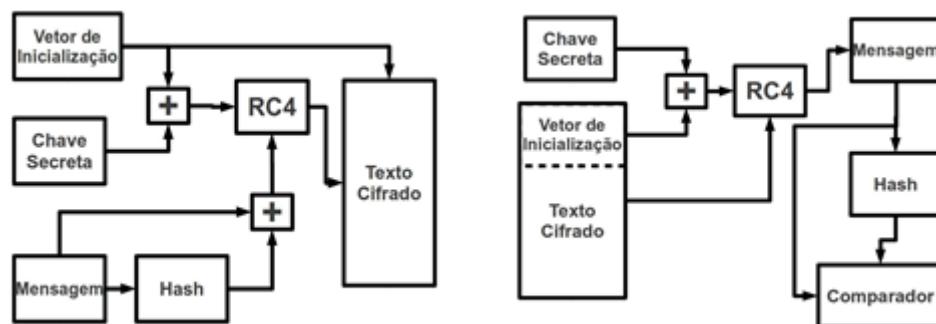 Vetor de
Inicialização
+
RC4
Chave
Secreta
Texto
Cifrado
+
Mensagem
Hash
Chave
Secreta
+
RC4
Mensagem
Vetor de
Inicialização
Texto
Cifrado
Hash
Comparador